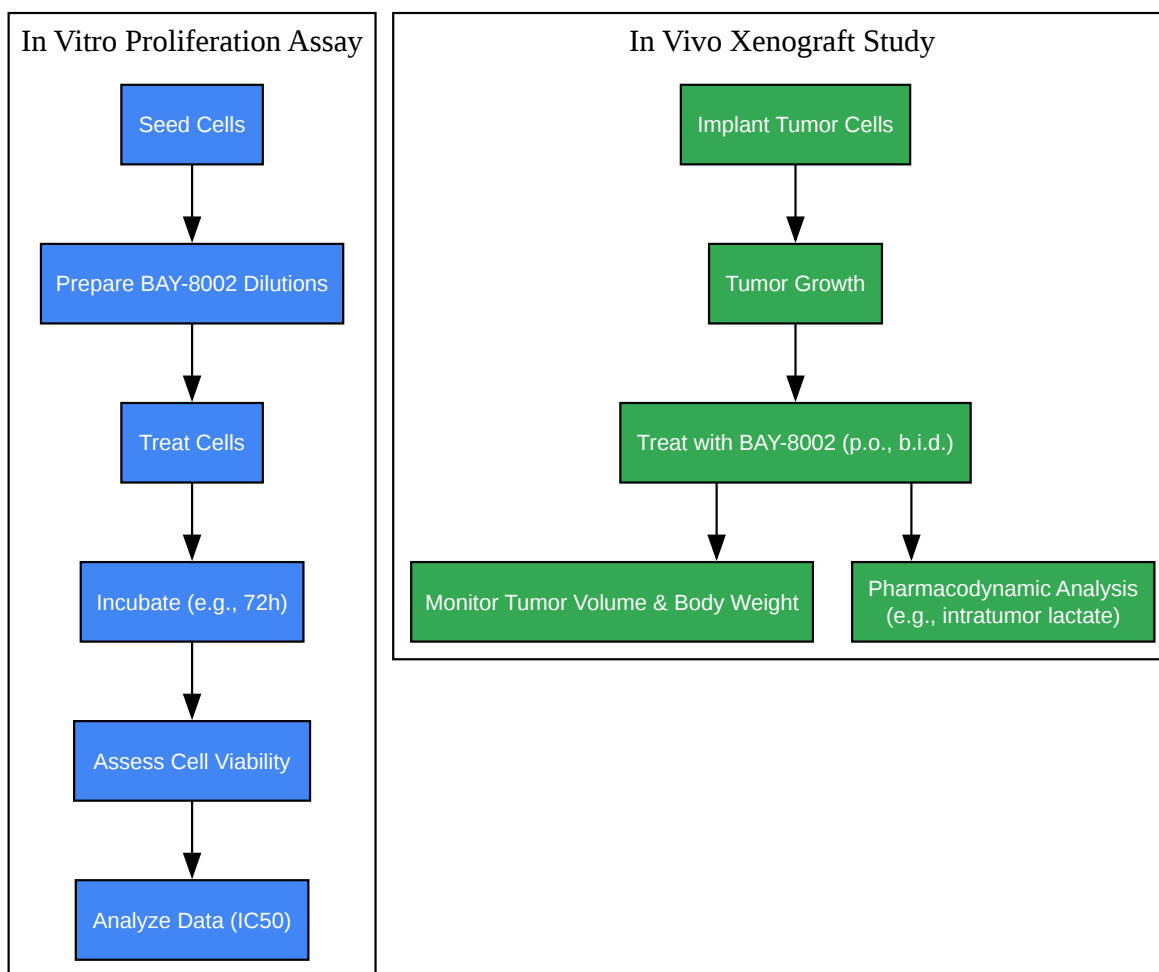 In Vitro Proliferation Assay
Seed Cells
Prepare BAY-8002 Dilutions
Treat Cells
Incubate (e.g., 72h)
Assess Cell Viability
Analyze Data (IC50)
In Vivo Xenograft Study
Implant Tumor Cells
Tumor Growth
Treat with BAY-8002 (p.o., b.i.d.)
Monitor Tumor Volume & Body Weight
Pharmacodynamic Analysis
(e.g., intratumor lactate)